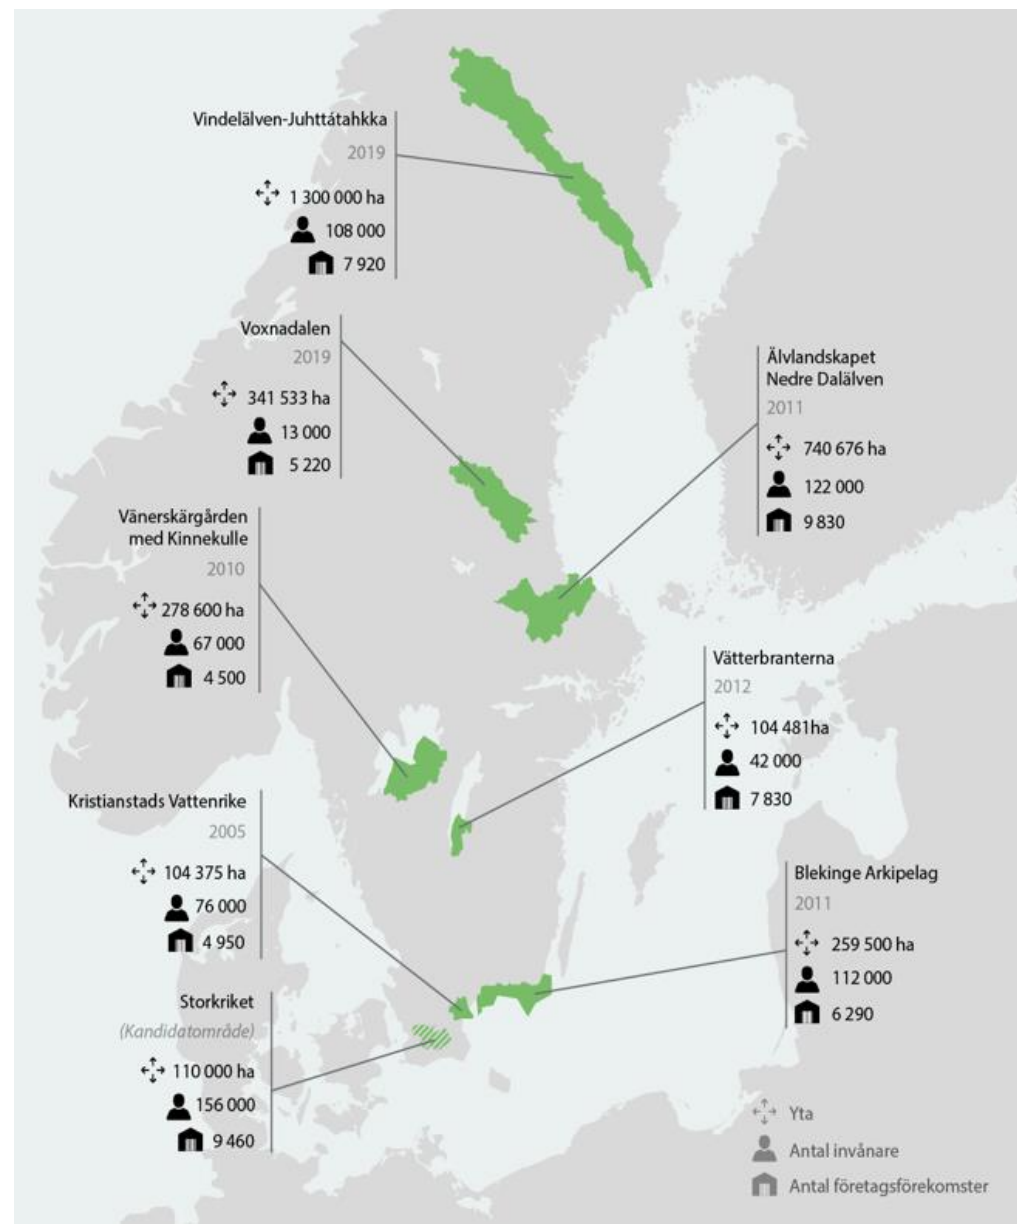 Vindelälven-Juhttátahkka
2019
1 300 000 ha
108 000
7 920
Voxnadalen
2019
341 533 ha
13 000
5 220
Älvlandskapet
Nedre Dalälven
2011
740 676 ha
122 000
9 830
Vänerskärgården
med Kinnekulle
2010
278 600 ha
67 000
4 500
Vätterbranterna
2012
104 481ha
42 000
7 830
Kristianstads Vattenrike
2005
104 375 ha
76 000
4 950
Blekinge Arkipelag
2011
259 500 ha
112 000
6 290
Storkriket
(Kandidatområde)
110 000 ha
156 000
9 460
Yta
Antal invånare
Antal företagsförekomster